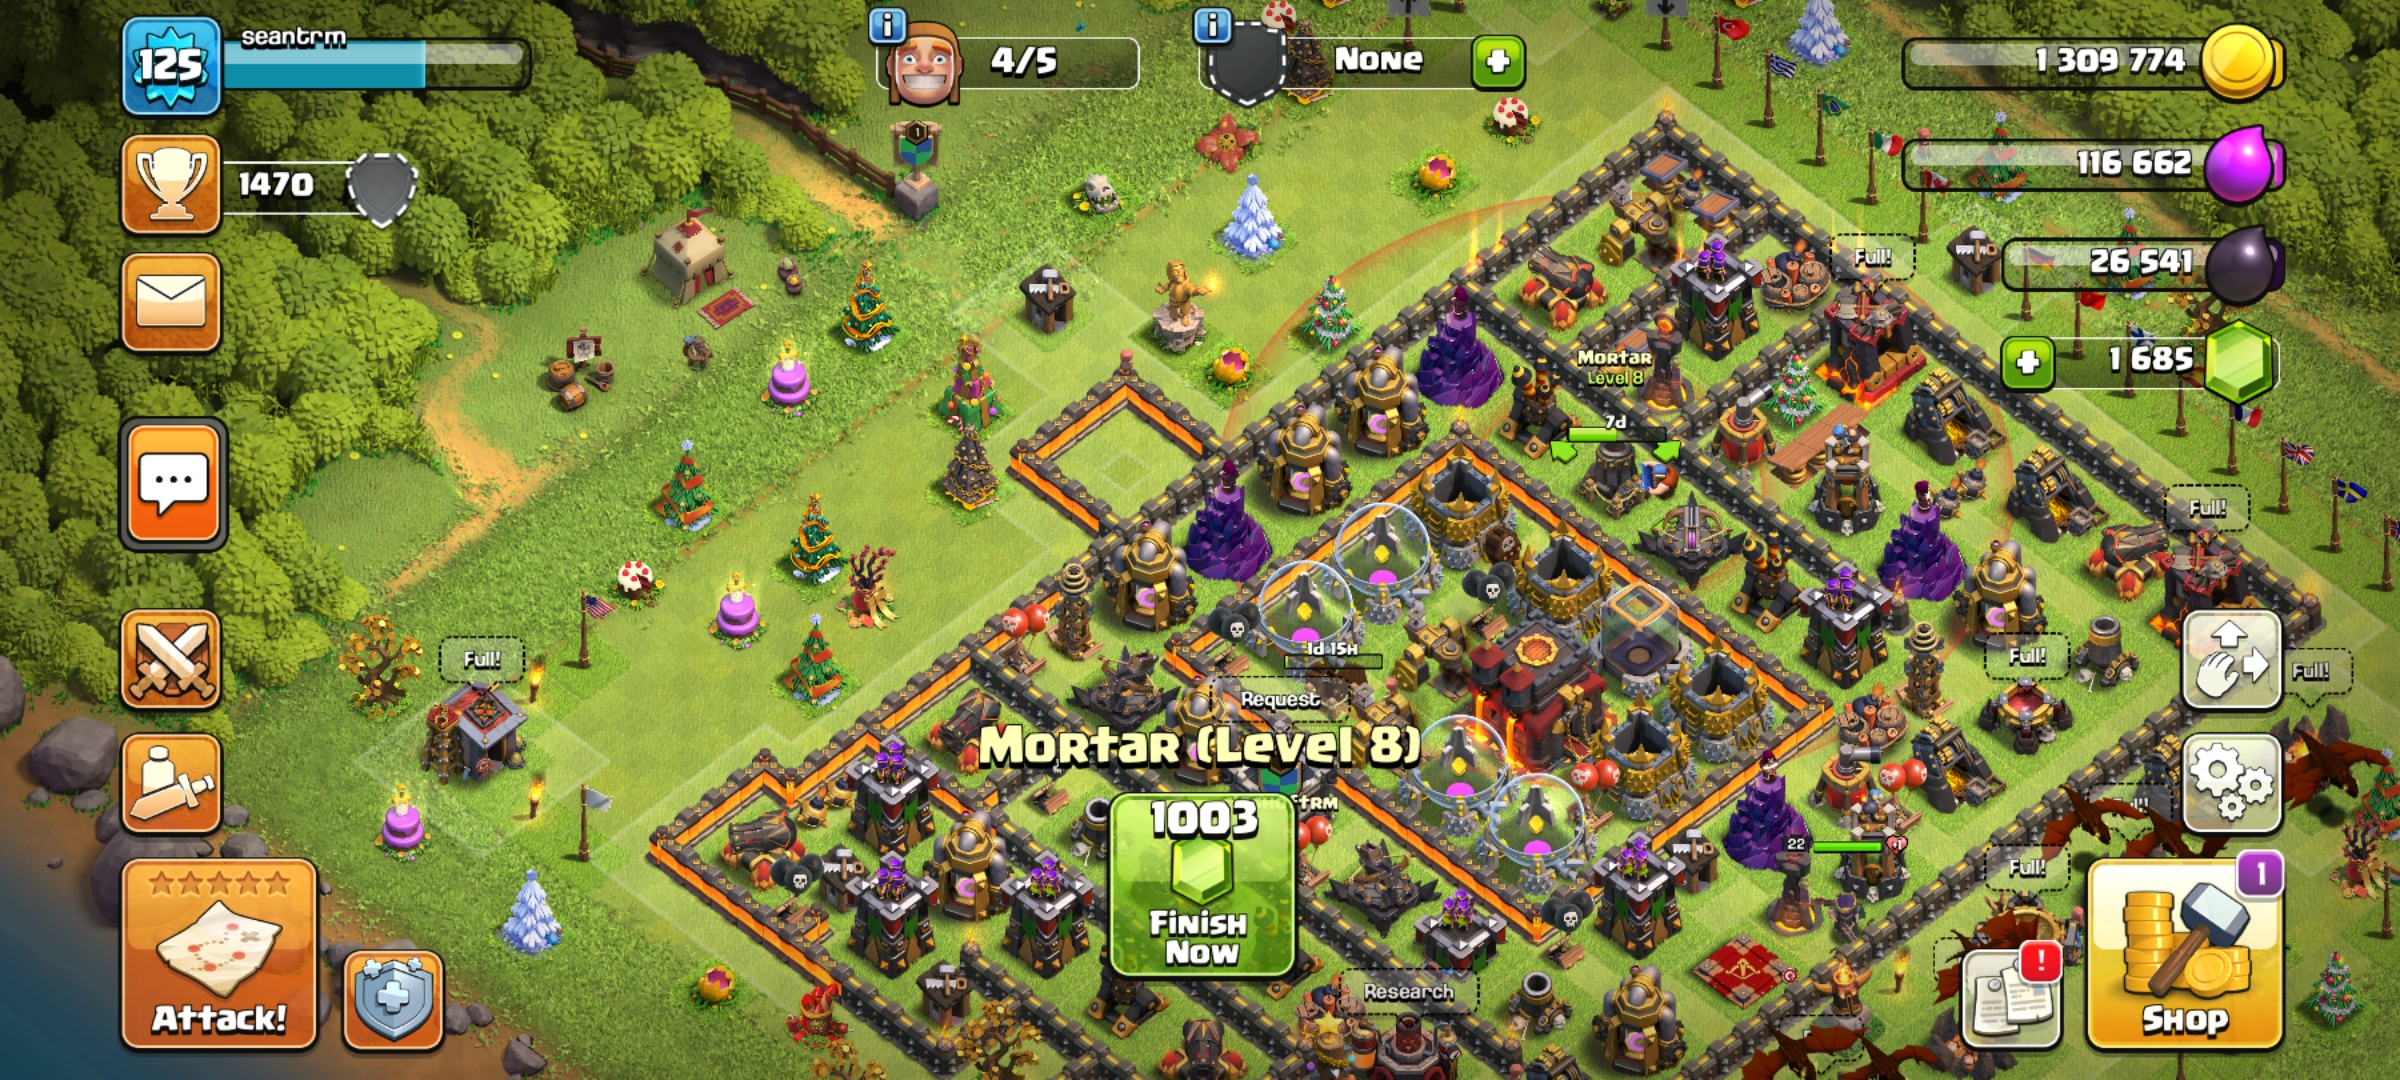 125
seantrm
4/5
None
1 309 774
1470
116 662
26 541
1 685
Full!
Mortar
Level 8
7d
Full!
Full!
Full!
Full!
1d 15h
Request
Mortar (Level 8)
1003
Finish
Now
22
+1
Full!
Research
Attack!
1
!
Shop
1